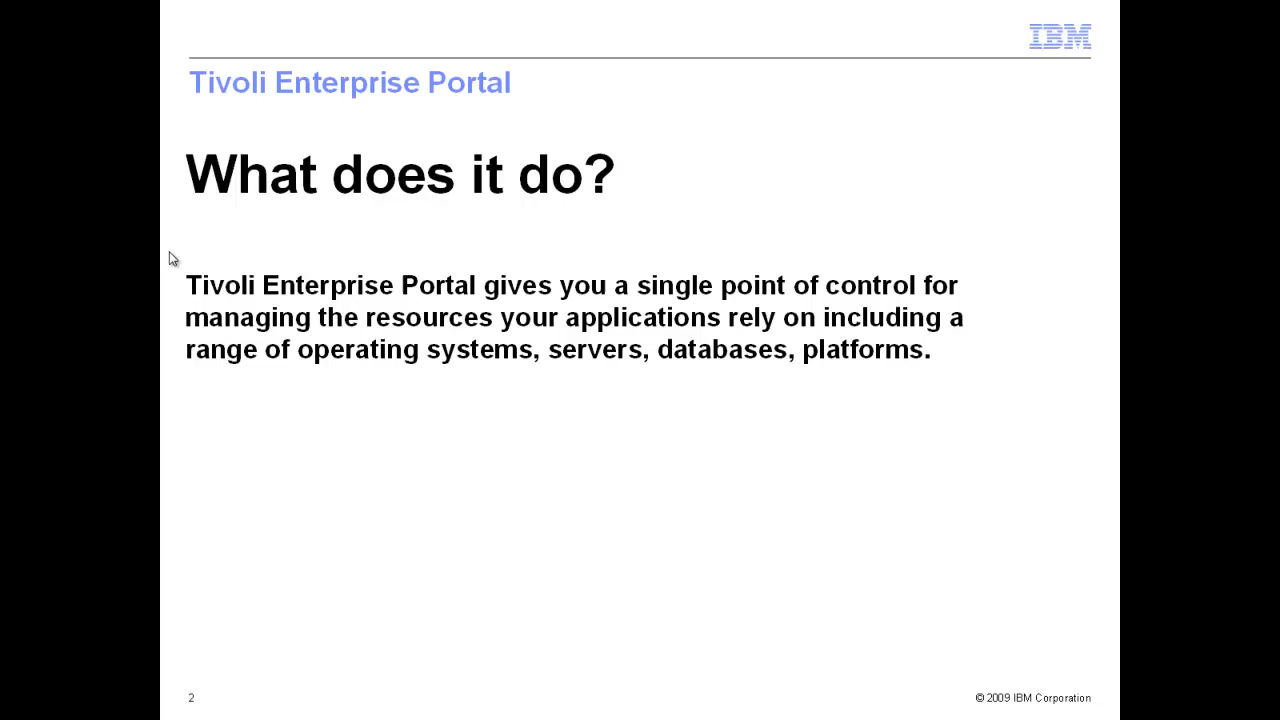 IBM
Tivoli Enterprise Portal
What does it do?
Tivoli Enterprise Portal gives you a single point of control for
managing the resources your applications rely on including a
range of operating systems, servers, databases, platforms.
2
© 2009 IBM Corporation